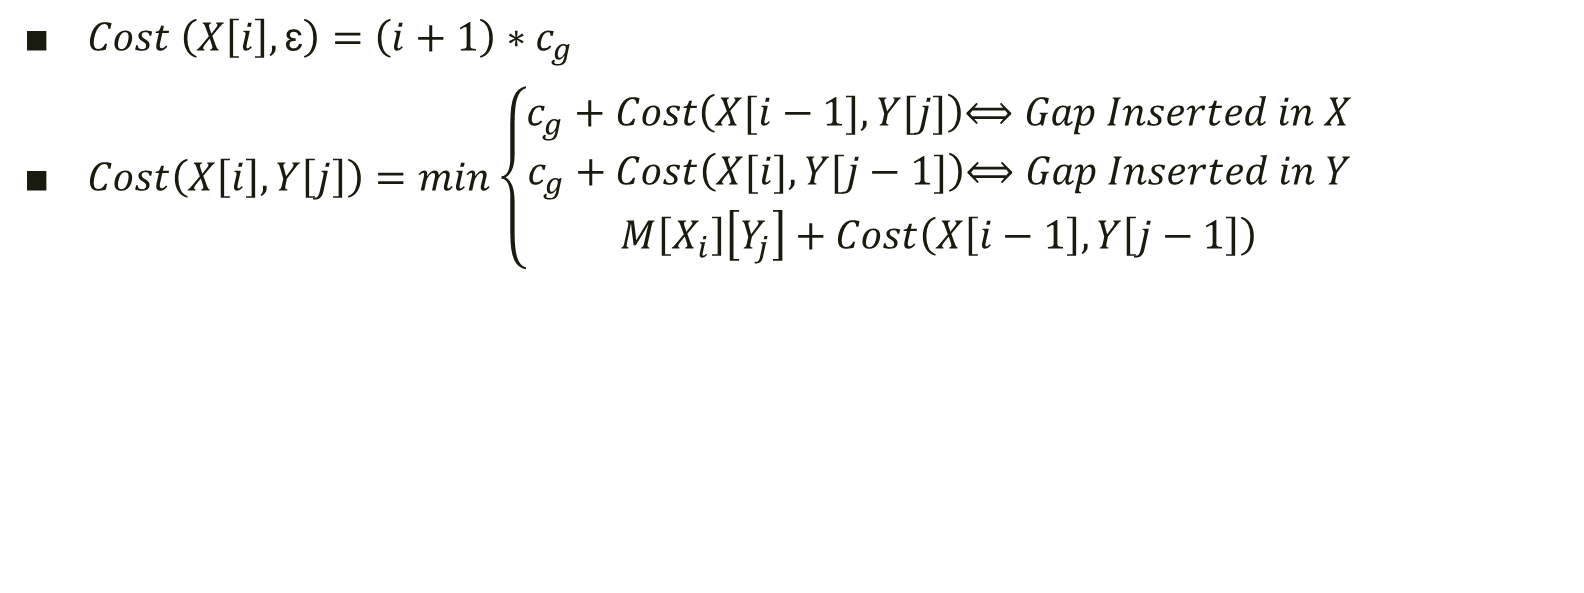 ▪ Cost (X[i], ε) = (i + 1) * c_g
c_g + Cost(X[i − 1], Y[j])⟺ Gap Inserted in X
▪ Cost(X[i], Y[j]) = min { c_g + Cost(X[i], Y[j − 1])⟺ Gap Inserted in Y
M[X_i][Y_j] + Cost(X[i − 1], Y[j − 1])